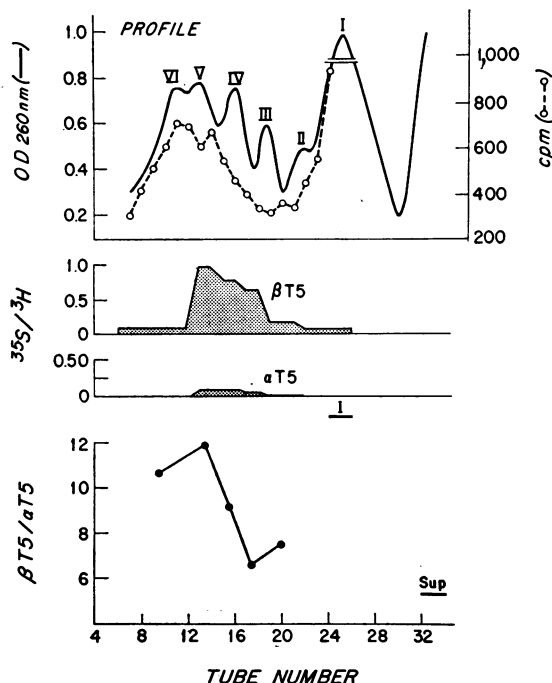 PROFILE
OD 260nm (—)
1.0
0.8
0.6
0.4
0.2
VI
V
IV
III
II
I
1,000
800
600
400
200
cpm (o---o)
35S/3H
1.0
0.5
0
βT5
0.50
0
αT5
I
βT5/αT5
12
10
8
6
Sup
4 8 12 16 20 24 28 32
TUBE NUMBER